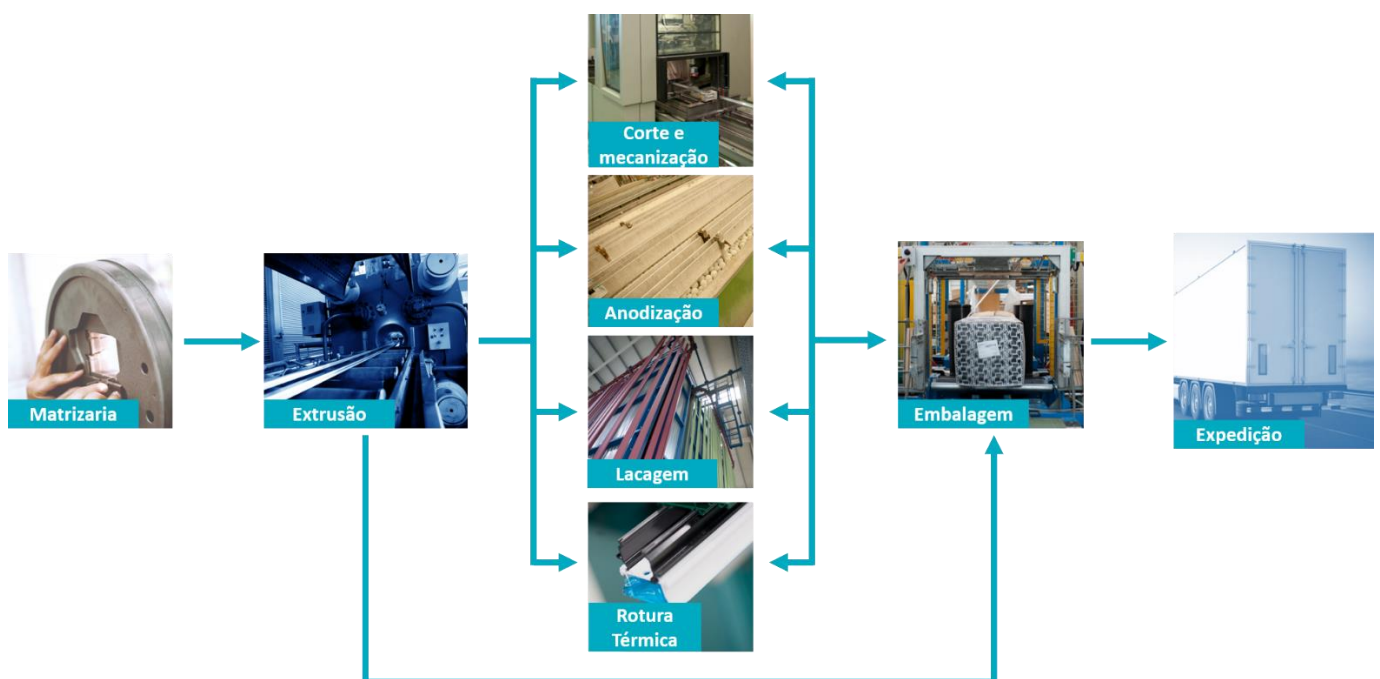 Corte e
mecanização
Anodização
Matrizaria
Extrusão
Lacagem
Embalagem
Expedição
Rotura
Térmica